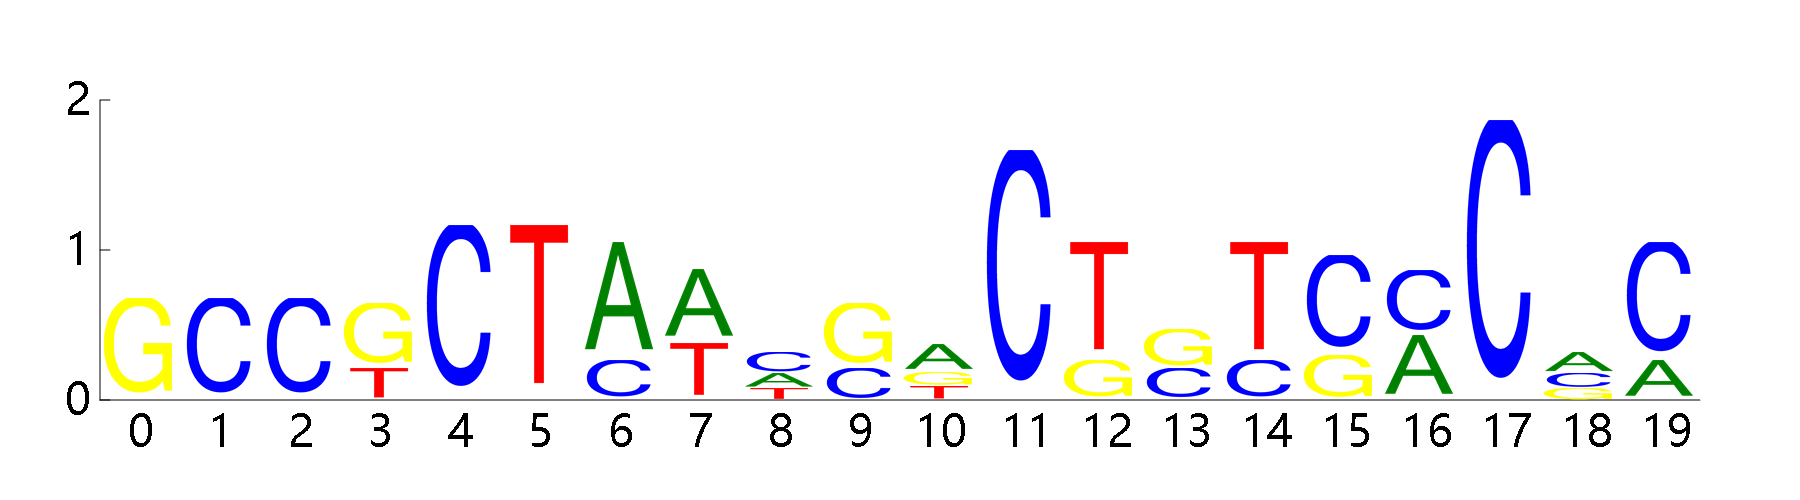 2
1
0
G C C G C T A A C G A C T G T C C C A C
T C T A C G G C C G A C A
T T G
0 1 2 3 4 5 6 7 8 9 10 11 12 13 14 15 16 17 18 19